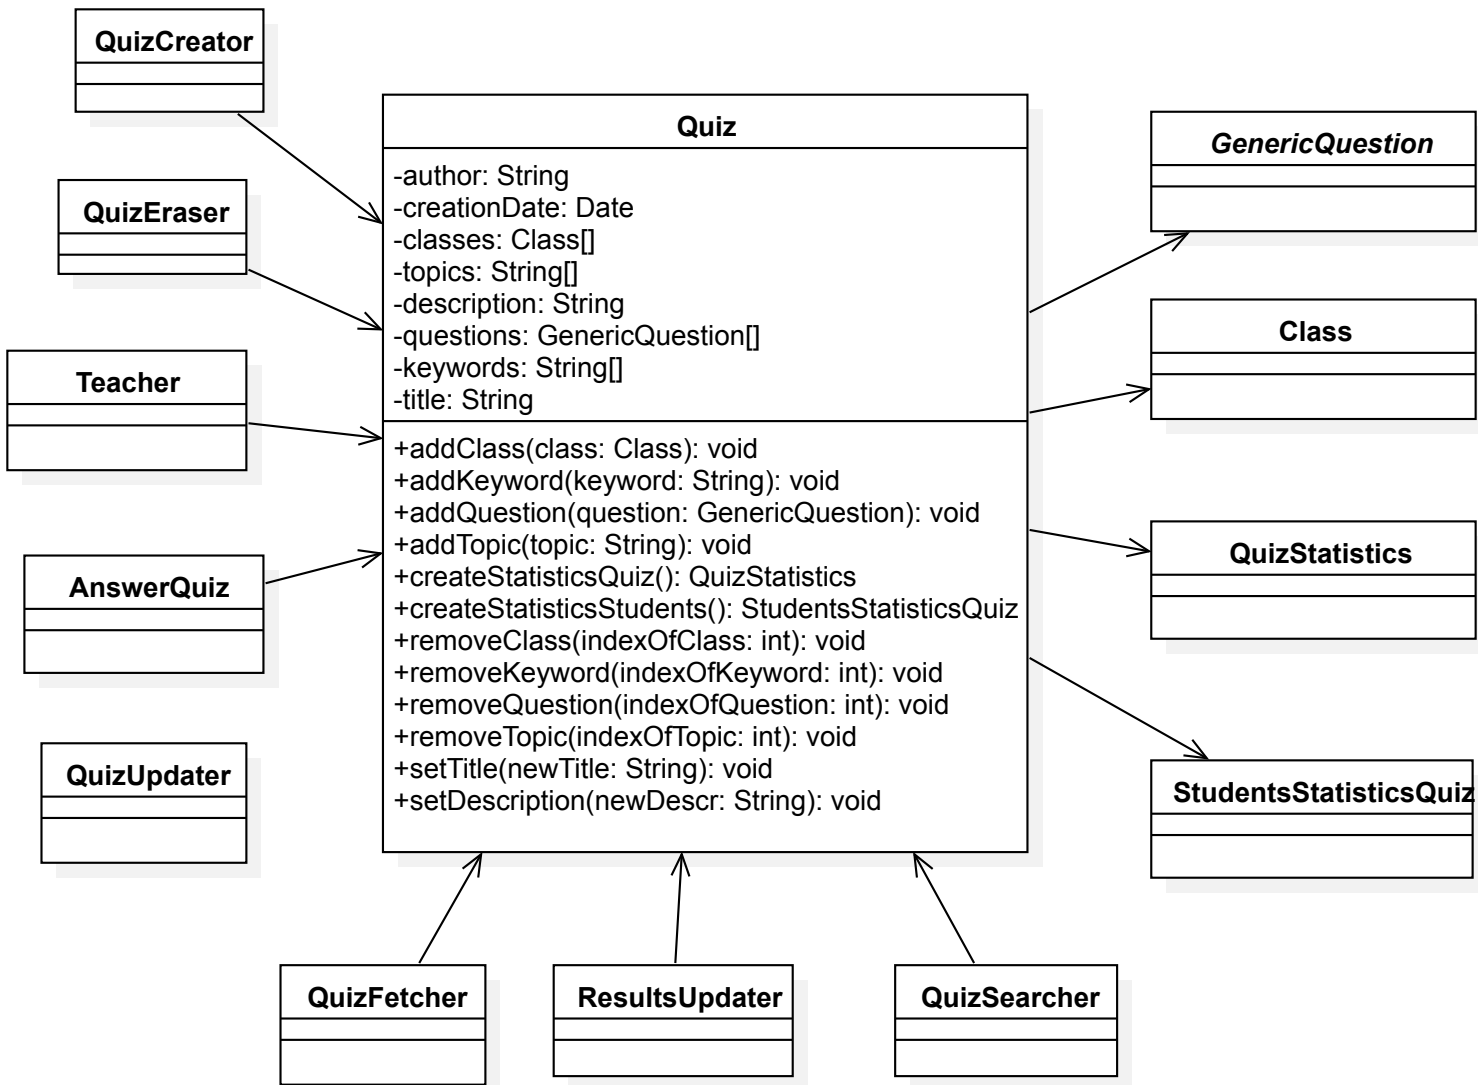 QuizCreator
QuizEraser
Teacher
AnswerQuiz
QuizUpdater
Quiz
-author: String
-creationDate: Date
-classes: Class[]
-topics: String[]
-description: String
-questions: GenericQuestion[]
-keywords: String[]
-title: String
+addClass(class: Class): void
+addKeyword(keyword: String): void
+addQuestion(question: GenericQuestion): void
+addTopic(topic: String): void
+createStatisticsQuiz(): QuizStatistics
+createStatisticsStudents(): StudentsStatisticsQuiz
+removeClass(indexOfClass: int): void
+removeKeyword(indexOfKeyword: int): void
+removeQuestion(indexOfQuestion: int): void
+removeTopic(indexOfTopic: int): void
+setTitle(newTitle: String): void
+setDescription(newDescr: String): void
GenericQuestion
Class
QuizStatistics
StudentsStatisticsQuiz
QuizFetcher
ResultsUpdater
QuizSearcher